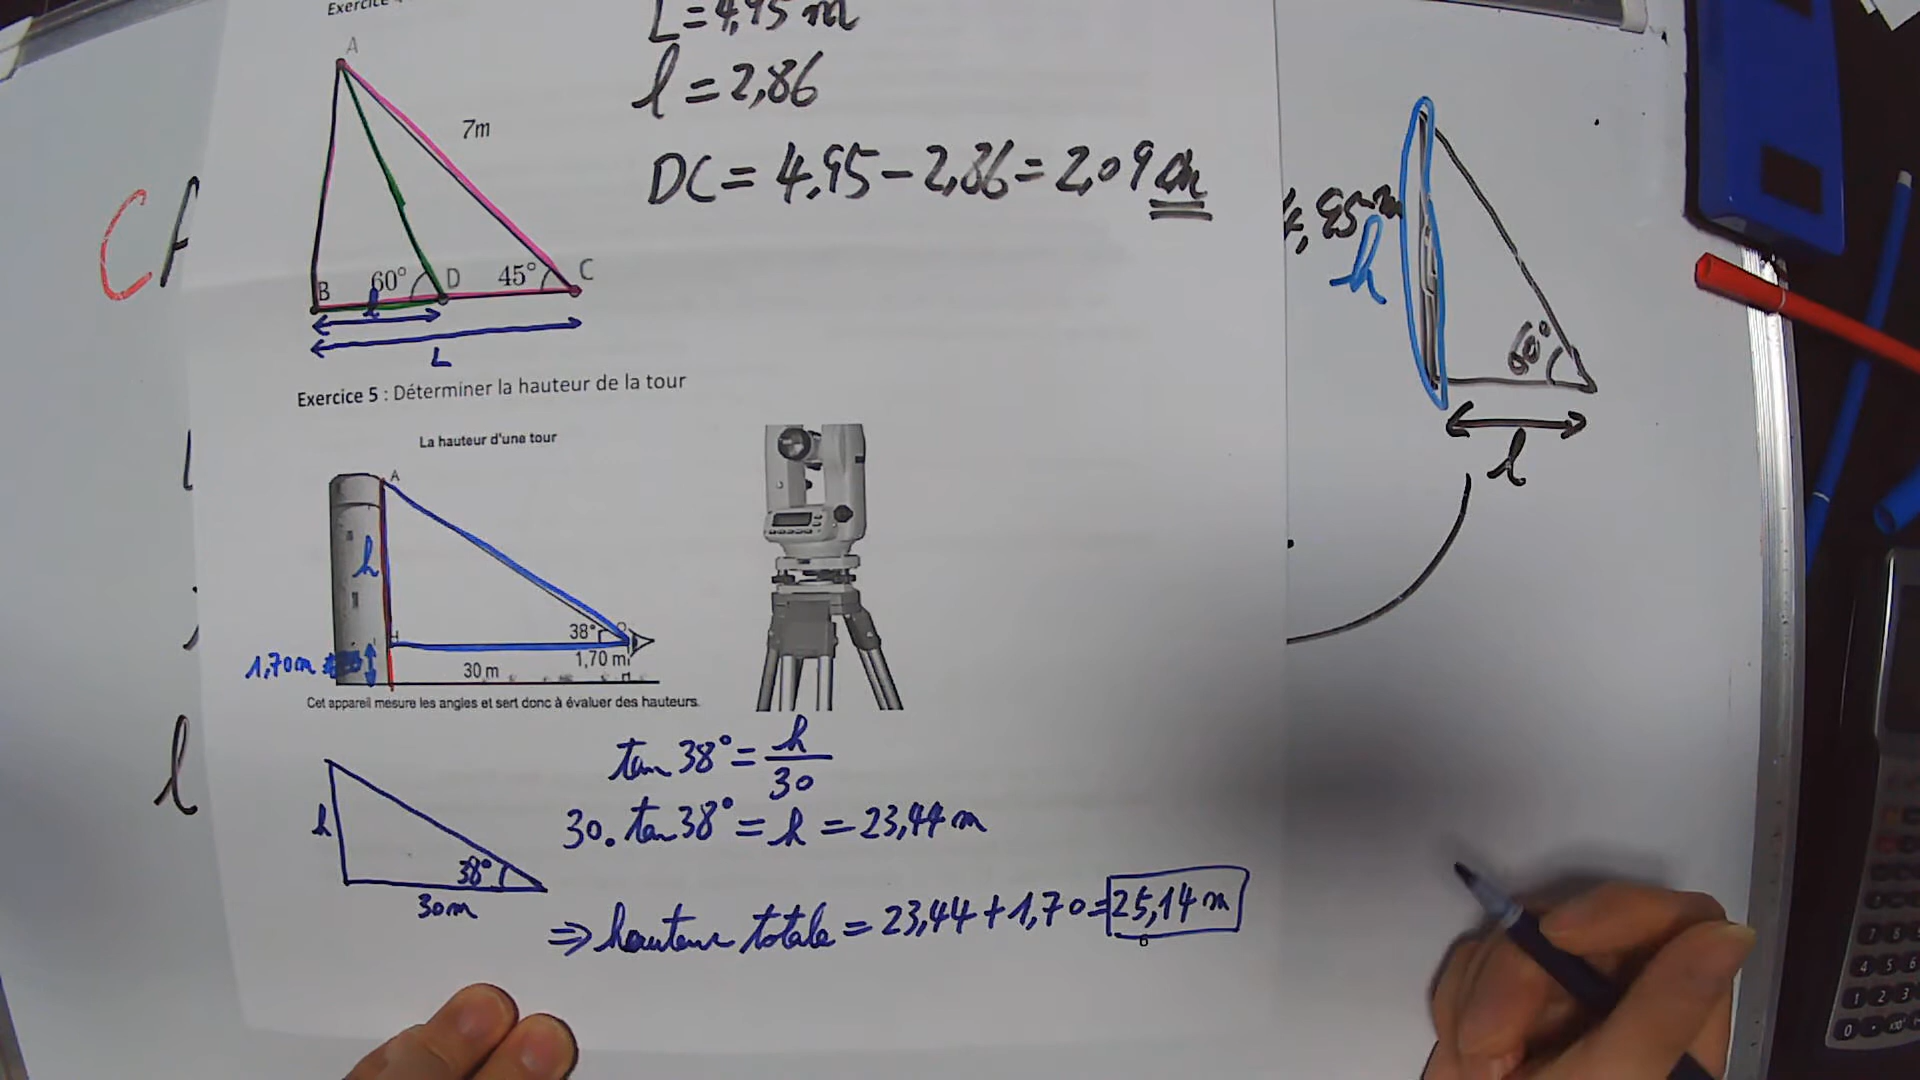 L = 4,95 m
l = 2,86
DC = 4,95 - 2,86 = 2,09 m
A
7m
B
60°
D
45°
C
l
L
Exercice 5 : Déterminer la hauteur de la tour
La hauteur d'une tour
A
h
H
38°
1,70 m
1,70m
30 m
Cet appareil mesure les angles et sert donc à évaluer des hauteurs.
tan 38° = h / 30
30. tan 38° = h = 23,44 m
h
38°
30m
⇒ hauteur totale = 23,44 + 1,70 = 25,14 m
h
60°
l
C
l